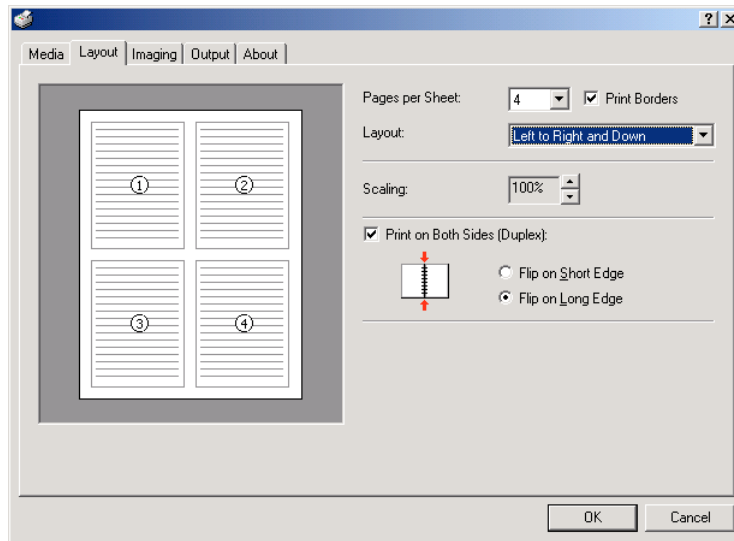 Media Layout Imaging Output About
Pages per Sheet: 4 Print Borders
Layout: Left to Right and Down
Scaling: 100%
Print on Both Sides (Duplex):
Flip on Short Edge
Flip on Long Edge
1 2
3 4
OK Cancel